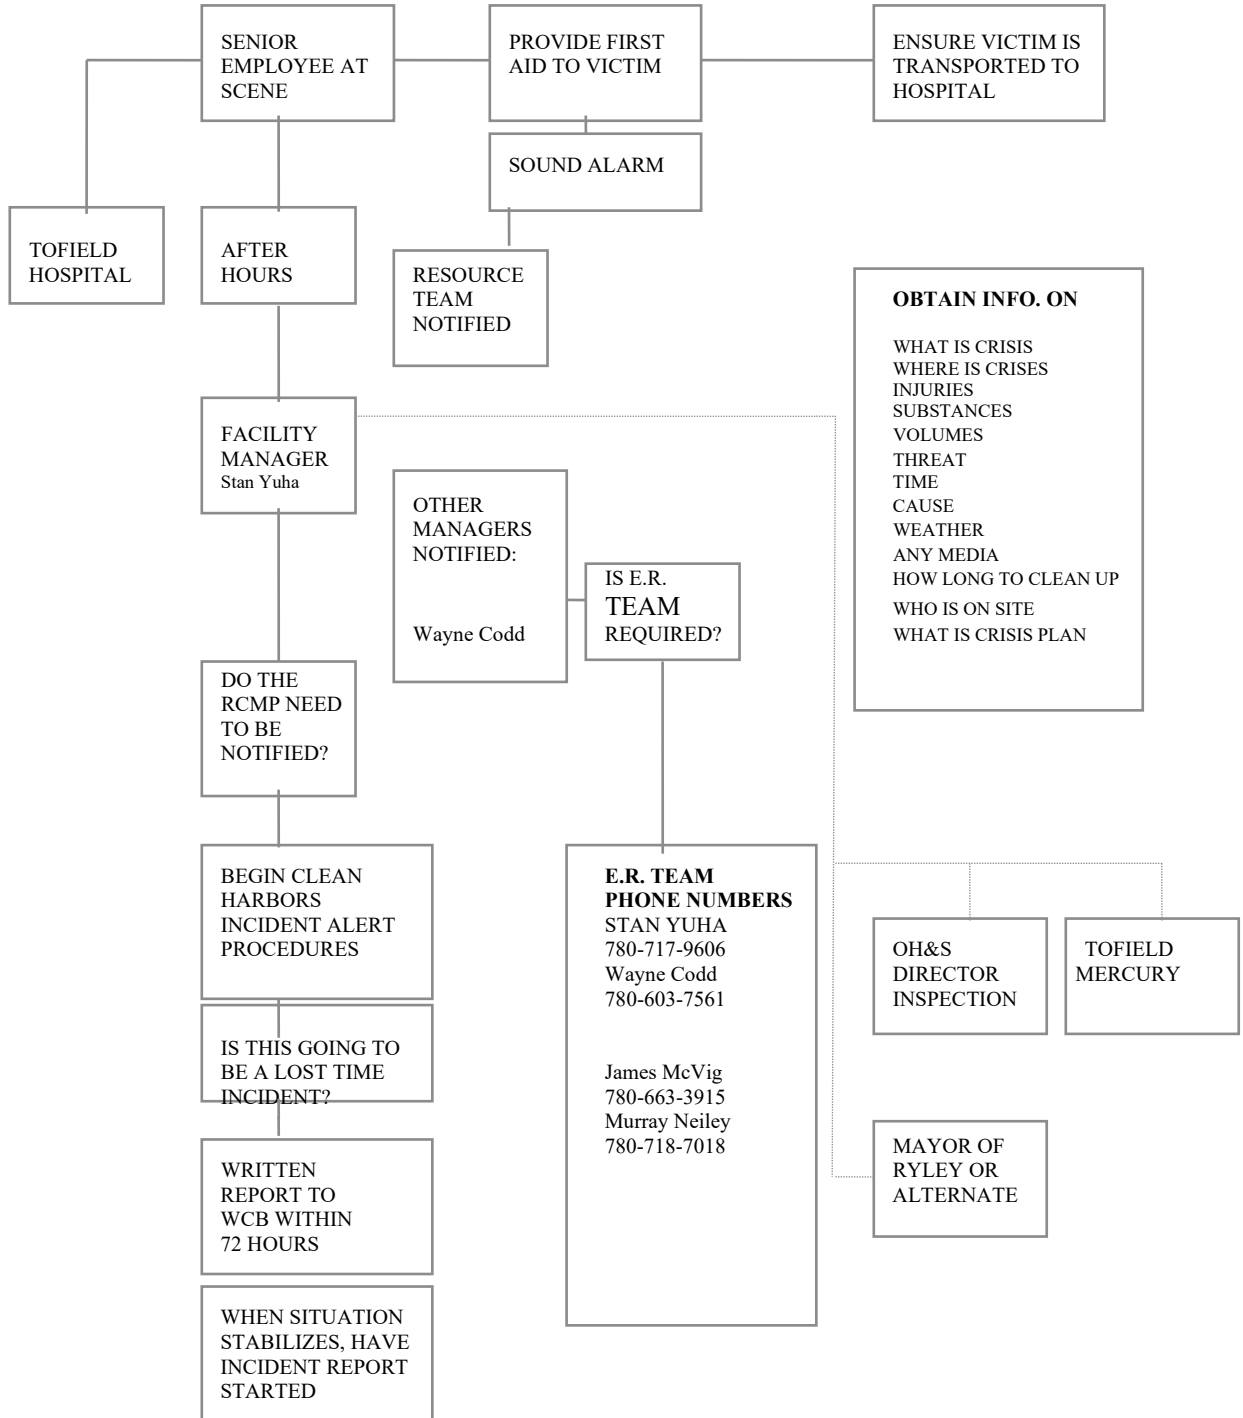 SENIOR
EMPLOYEE AT
SCENE
PROVIDE FIRST
AID TO VICTIM
ENSURE VICTIM IS
TRANSPORTED TO
HOSPITAL
SOUND ALARM
TOFIELD
HOSPITAL
AFTER
HOURS
RESOURCE
TEAM
NOTIFIED
OBTAIN INFO. ON
WHAT IS CRISIS
WHERE IS CRISES
INJURIES
SUBSTANCES
VOLUMES
THREAT
TIME
CAUSE
WEATHER
ANY MEDIA
HOW LONG TO CLEAN UP
WHO IS ON SITE
WHAT IS CRISIS PLAN
FACILITY
MANAGER
Stan Yuha
OTHER
MANAGERS
NOTIFIED:
Wayne Codd
IS E.R.
TEAM
REQUIRED?
DO THE
RCMP NEED
TO BE
NOTIFIED?
BEGIN CLEAN
HARBORS
INCIDENT ALERT
PROCEDURES
E.R. TEAM
PHONE NUMBERS
STAN YUHA
780-717-9606
Wayne Codd
780-603-7561
James McVig
780-663-3915
Murray Neiley
780-718-7018
OH&S
DIRECTOR
INSPECTION
TOFIELD
MERCURY
IS THIS GOING TO
BE A LOST TIME
INCIDENT?
MAYOR OF
RYLEY OR
ALTERNATE
WRITTEN
REPORT TO
WCB WITHIN
72 HOURS
WHEN SITUATION
STABILIZES, HAVE
INCIDENT REPORT
STARTED